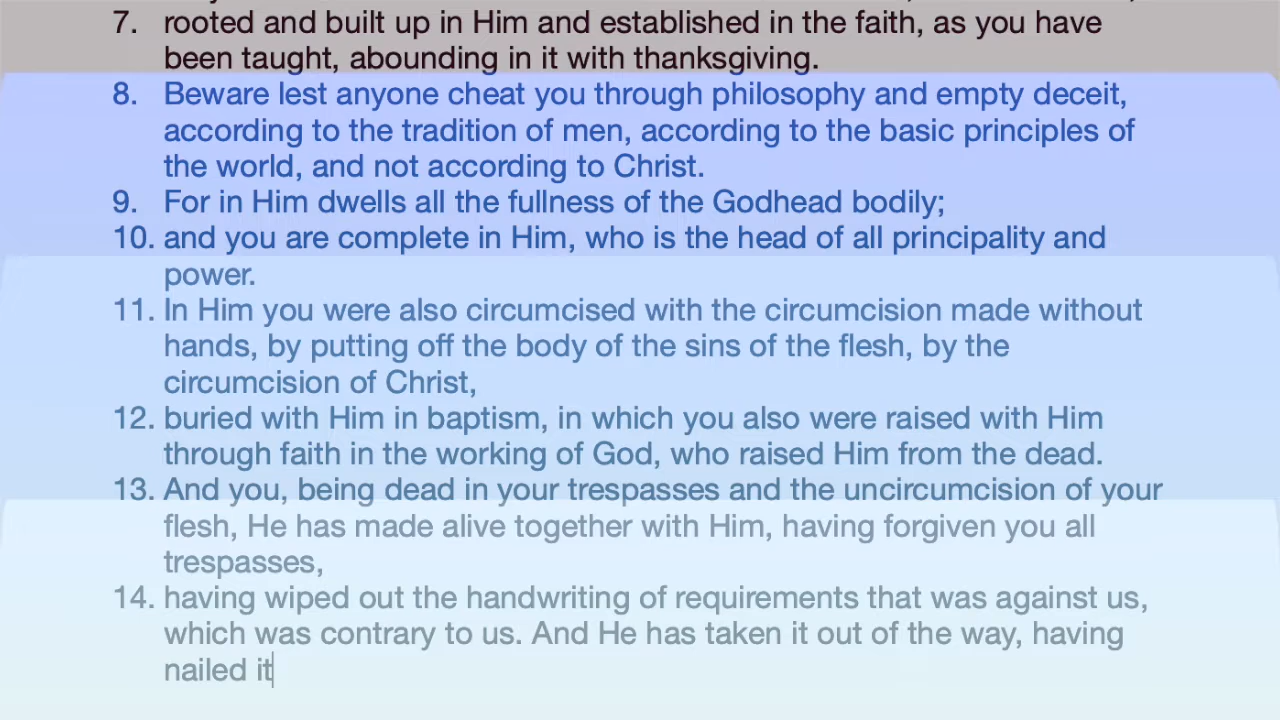 7. rooted and built up in Him and established in the faith, as you have
been taught, abounding in it with thanksgiving.
8. Beware lest anyone cheat you through philosophy and empty deceit,
according to the tradition of men, according to the basic principles of
the world, and not according to Christ.
9. For in Him dwells all the fullness of the Godhead bodily;
10. and you are complete in Him, who is the head of all principality and
power.
11. In Him you were also circumcised with the circumcision made without
hands, by putting off the body of the sins of the flesh, by the
circumcision of Christ,
12. buried with Him in baptism, in which you also were raised with Him
through faith in the working of God, who raised Him from the dead.
13. And you, being dead in your trespasses and the uncircumcision of your
flesh, He has made alive together with Him, having forgiven you all
trespasses,
14. having wiped out the handwriting of requirements that was against us,
which was contrary to us. And He has taken it out of the way, having
nailed it